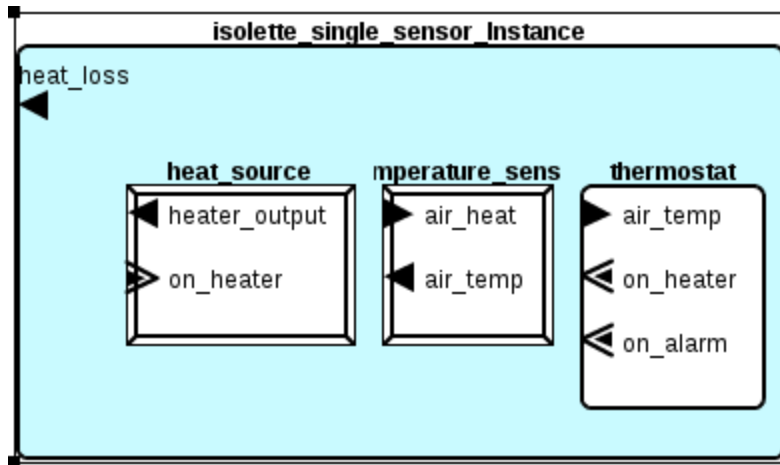 isolette_single_sensor_Instance
heat_loss
heat_source
mperature_sens
thermostat
heater_output
on_heater
air_heat
air_temp
air_temp
on_heater
on_alarm